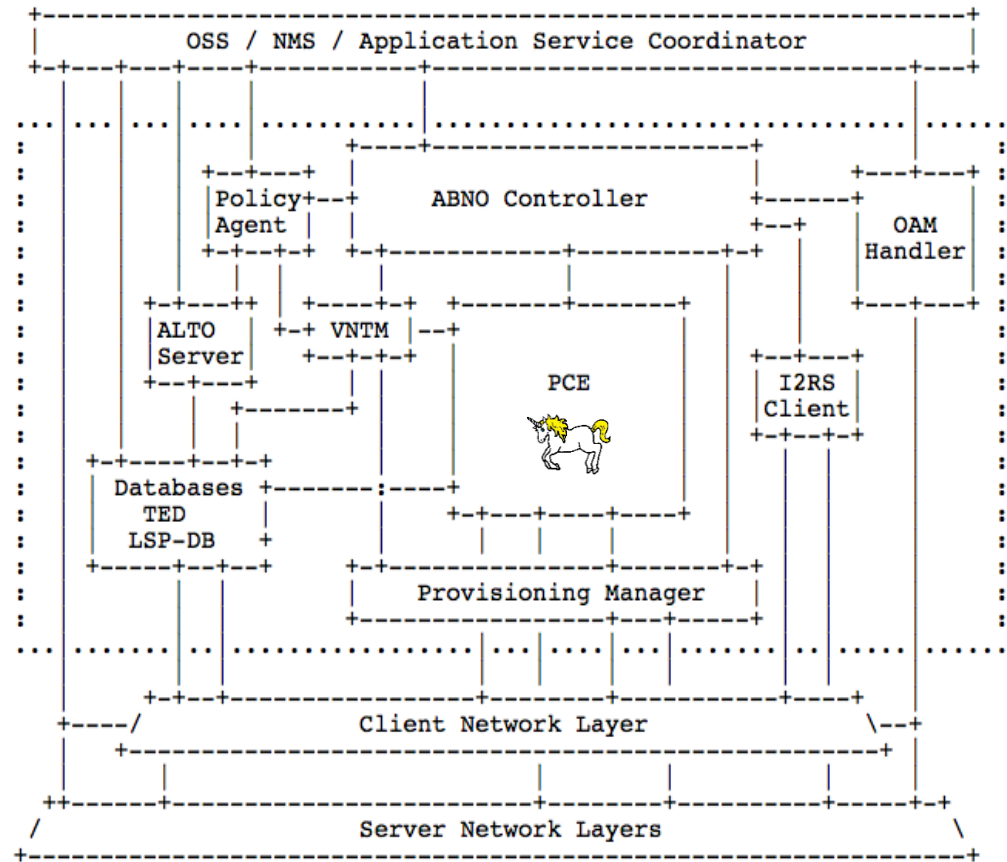 OSS / NMS / Application Service Coordinator
Policy
Agent
ABNO Controller
OAM
Handler
ALTO
Server
VNTM
PCE
I2RS
Client
Databases
TED
LSP-DB
Provisioning Manager
Client Network Layer
Server Network Layers